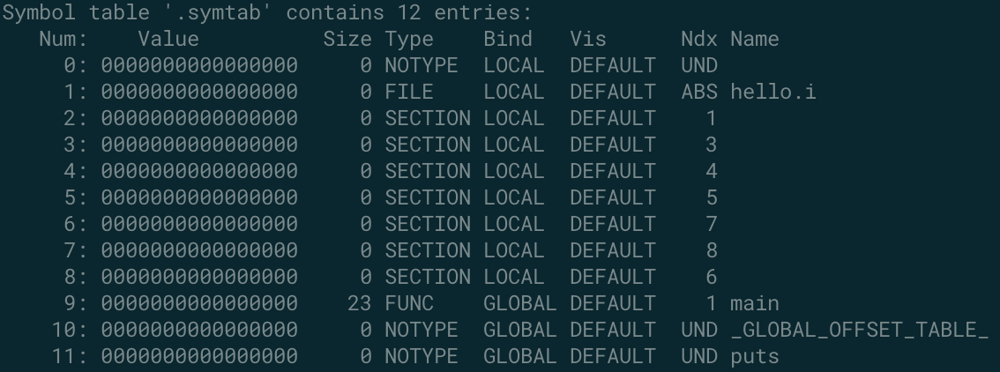 Symbol table '.symtab' contains 12 entries:
   Num:    Value          Size Type    Bind   Vis      Ndx Name
     0: 0000000000000000     0 NOTYPE  LOCAL  DEFAULT  UND
     1: 0000000000000000     0 FILE    LOCAL  DEFAULT  ABS hello.i
     2: 0000000000000000     0 SECTION LOCAL  DEFAULT    1
     3: 0000000000000000     0 SECTION LOCAL  DEFAULT    3
     4: 0000000000000000     0 SECTION LOCAL  DEFAULT    4
     5: 0000000000000000     0 SECTION LOCAL  DEFAULT    5
     6: 0000000000000000     0 SECTION LOCAL  DEFAULT    7
     7: 0000000000000000     0 SECTION LOCAL  DEFAULT    8
     8: 0000000000000000     0 SECTION LOCAL  DEFAULT    6
     9: 0000000000000000    23 FUNC    GLOBAL DEFAULT    1 main
    10: 0000000000000000     0 NOTYPE  GLOBAL DEFAULT  UND _GLOBAL_OFFSET_TABLE_
    11: 0000000000000000     0 NOTYPE  GLOBAL DEFAULT  UND puts